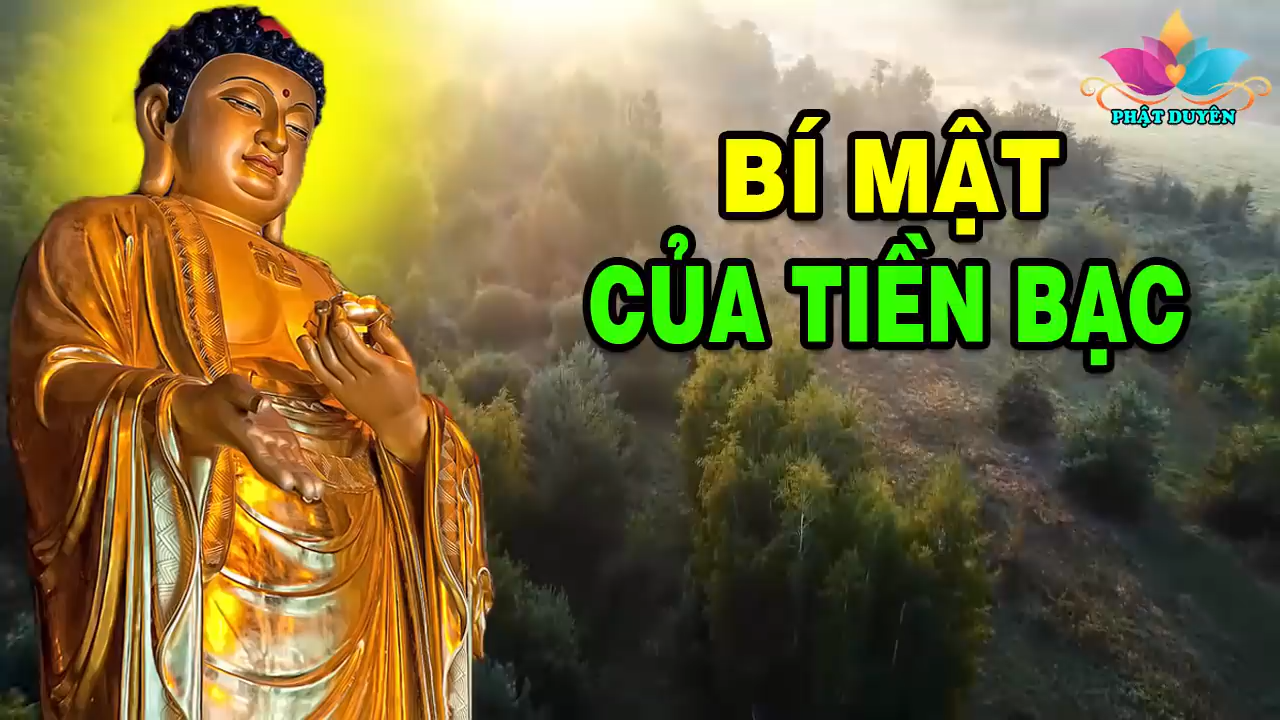 PHẬT DUYÊN
BÍ MẬT
CỦA TIỀN BẠC